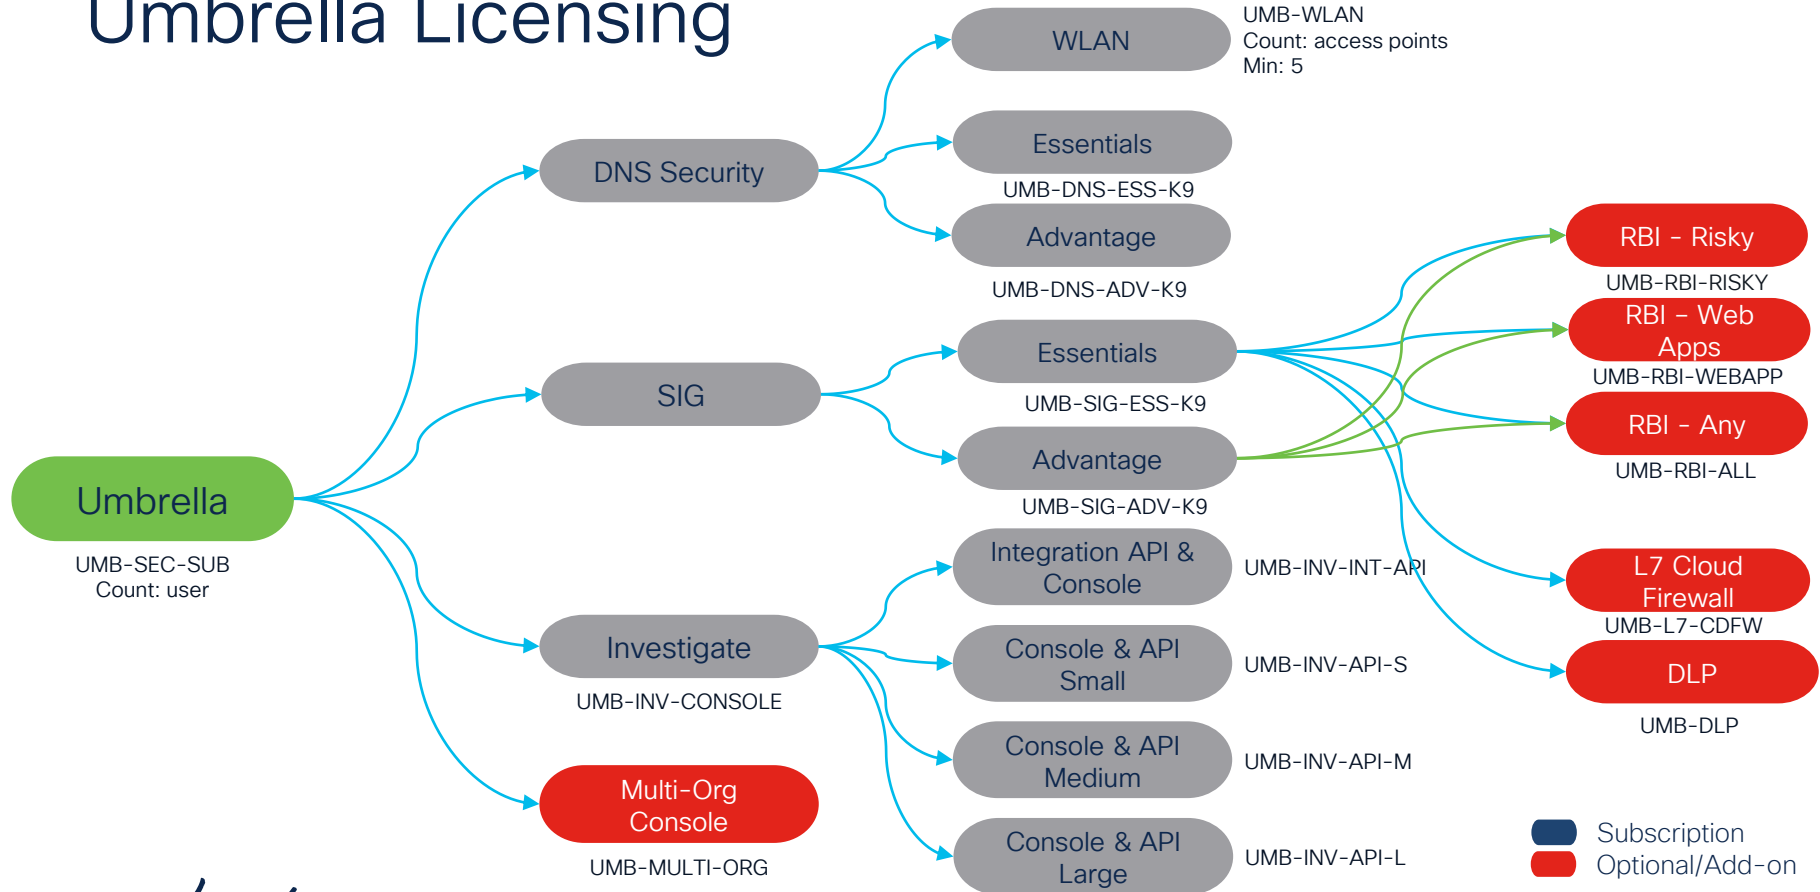 Umbrella Licensing
WLAN
UMB-WLAN
Count: access points
Min: 5
DNS Security
Essentials
UMB-DNS-ESS-K9
Advantage
UMB-DNS-ADV-K9
SIG
Essentials
UMB-SIG-ESS-K9
Advantage
UMB-SIG-ADV-K9
RBI - Risky
UMB-RBI-RISKY
RBI - Web
Apps
UMB-RBI-WEBAPP
RBI - Any
UMB-RBI-ALL
L7 Cloud
Firewall
UMB-L7-CDFW
DLP
UMB-DLP
Umbrella
UMB-SEC-SUB
Count: user
Investigate
UMB-INV-CONSOLE
Integration API &
Console
UMB-INV-INT-API
Console & API
Small
UMB-INV-API-S
Console & API
Medium
UMB-INV-API-M
Console & API
Large
UMB-INV-API-L
Multi-Org
Console
UMB-MULTI-ORG
Subscription
Optional/Add-on